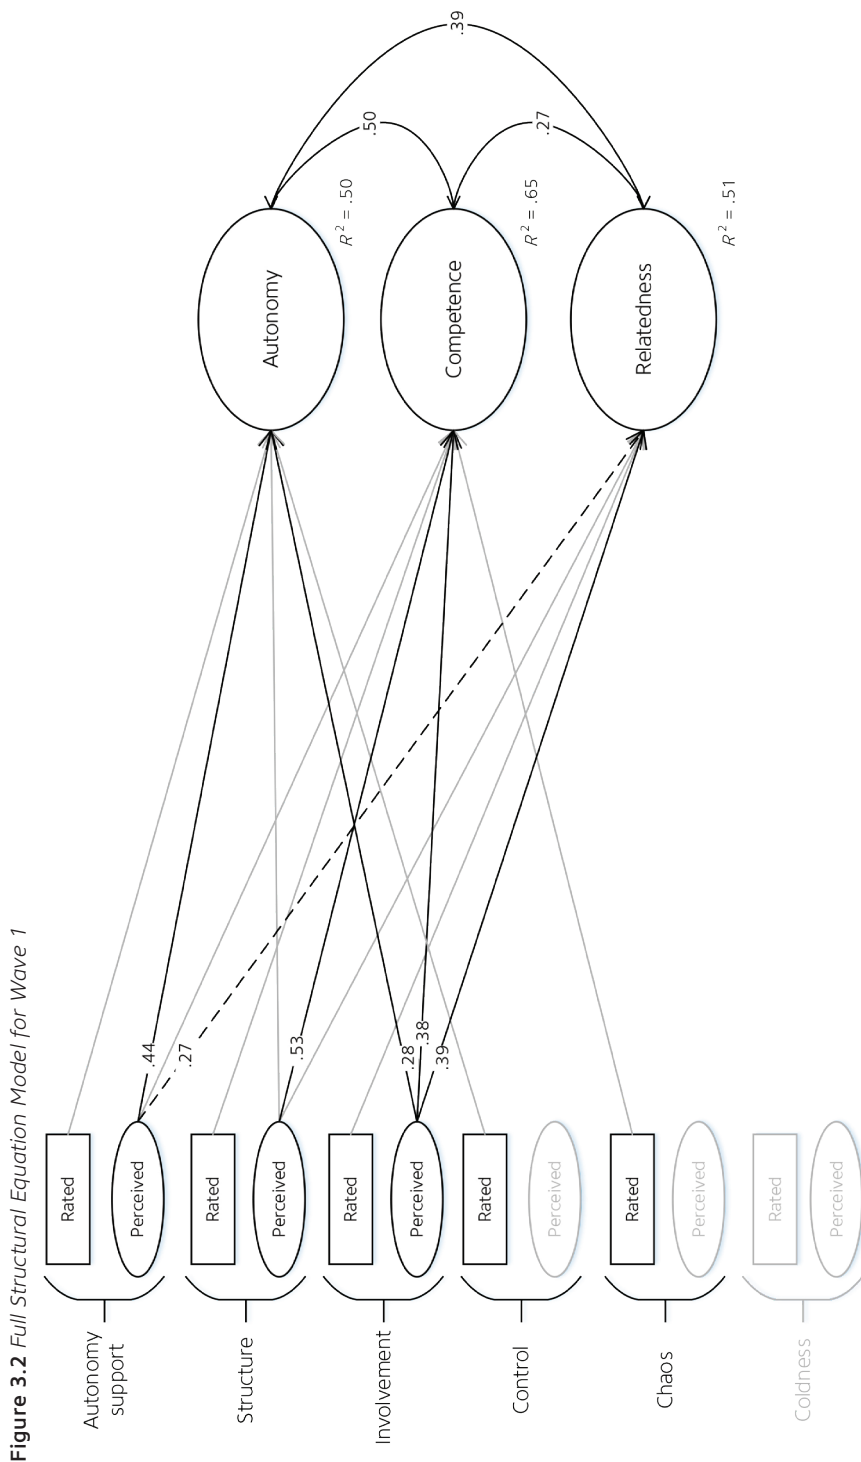 Figure 3.2 Full Structural Equation Model for Wave 1
Autonomy
support
Rated
Perceived
.44
.27
Structure
Rated
Perceived
.53
Involvement
Rated
Perceived
.28
.38
.39
Control
Rated
Perceived
Chaos
Rated
Perceived
Coldness
Rated
Perceived
Autonomy
R² = .50
Competence
R² = .65
Relatedness
R² = .51
.50
.27
.39